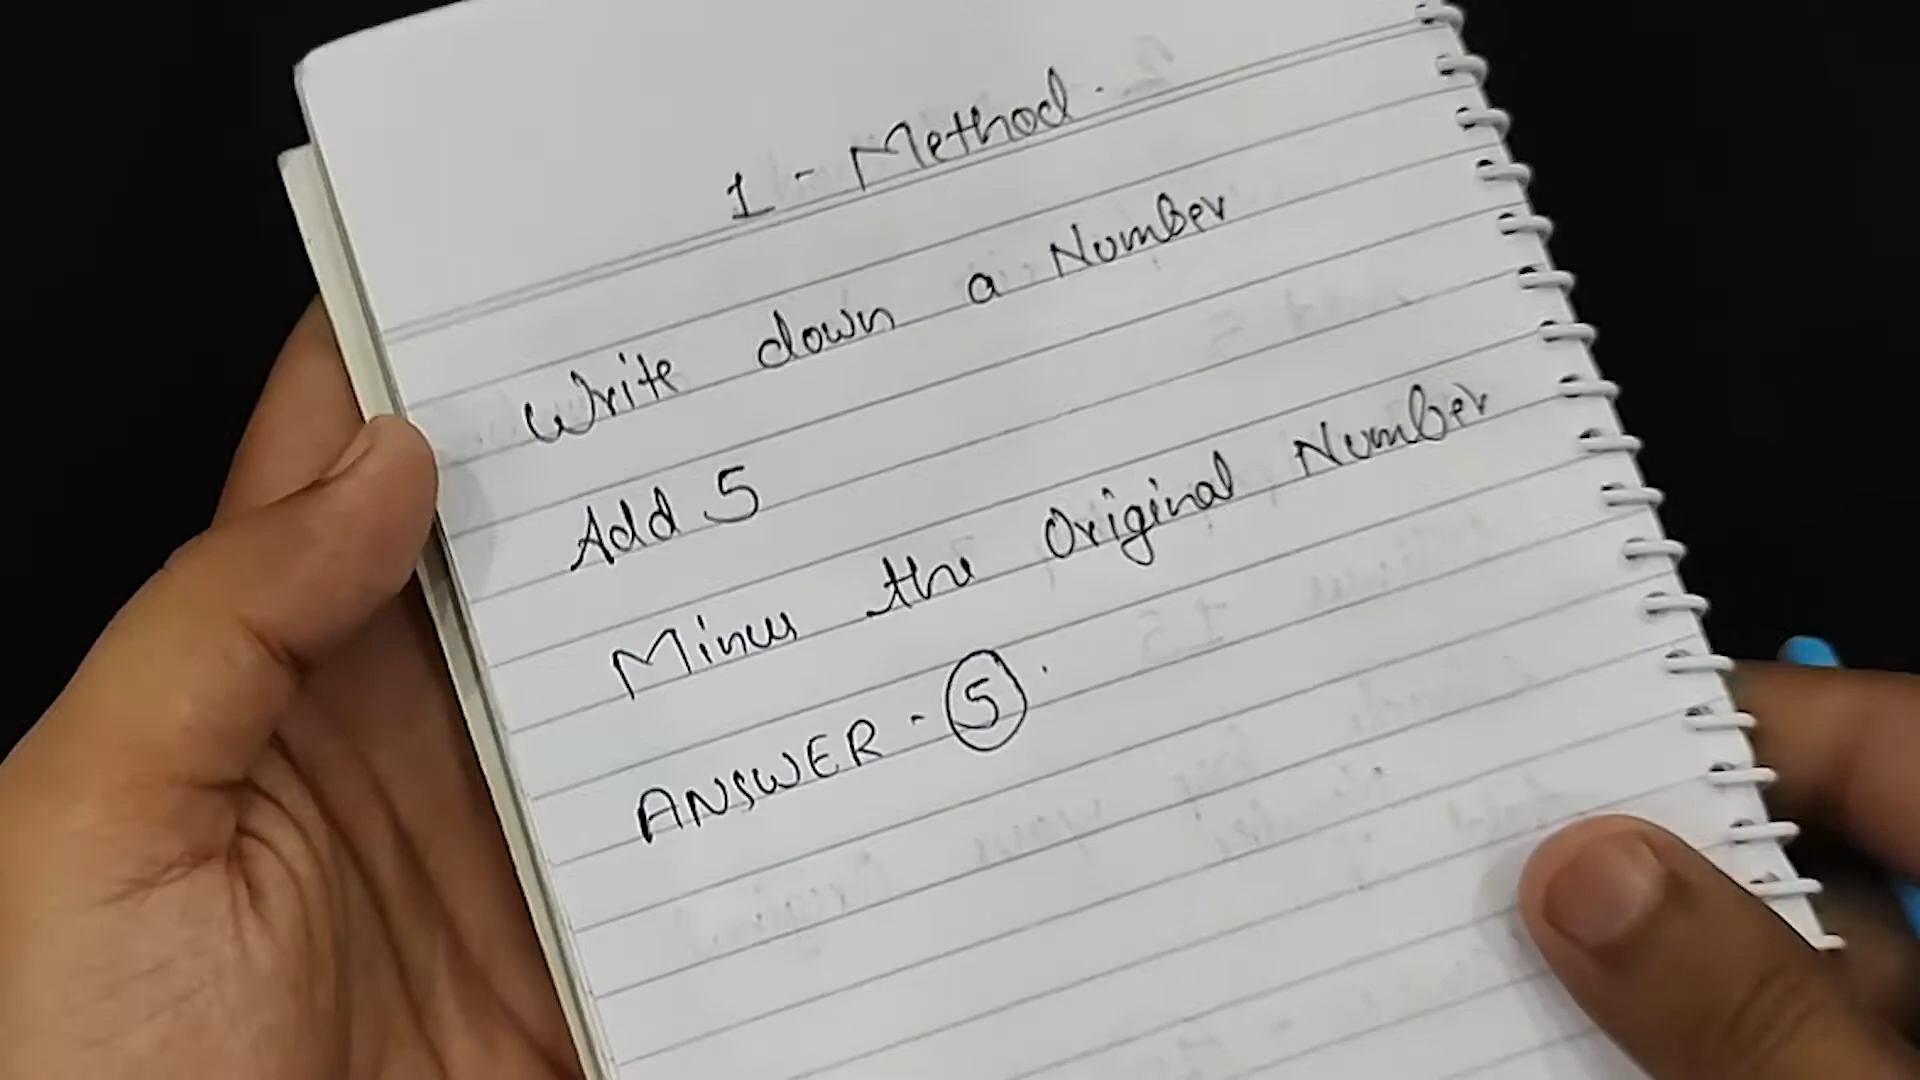 1 - Method.
Write down a Number
Add 5
Minus the Original Number
ANSWER - 5.